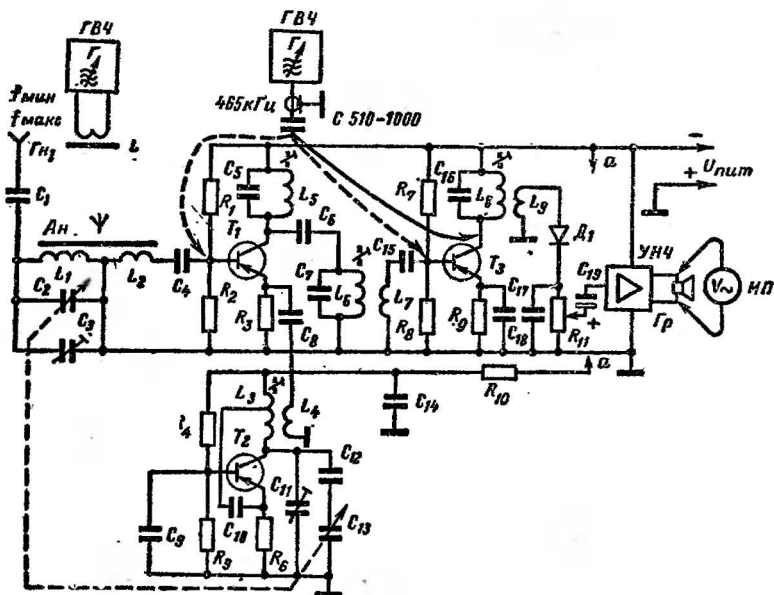 ГВЧ
Г
ГВЧ
Г
465кГц
C 510-1000
fмин
fмакс
Гн1
C1
Ан.
L1
L2
C2
C3
C4
R1
R2
T1
C5
L5
C6
C7
L6
R3
C8
C15
L7
R7
R8
C16
L8
T3
R9
C18
C17
L9
Д1
R11
+
C19
а
а
-
+ Uпит
УНЧ
Гр
V~
ИП
R10
C14
L3
L4
T2
C9
C10
R6
C11
C12
C13